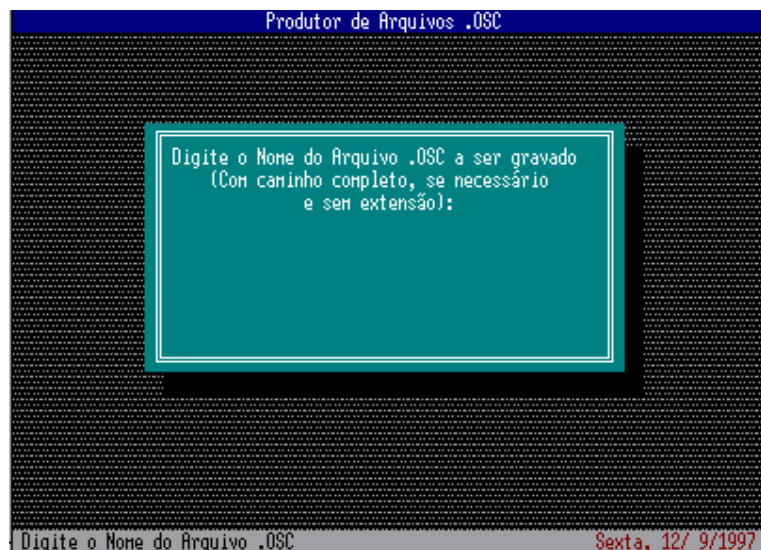 Produtor de Arquivos .OSC
Digite o Nome do Arquivo .OSC a ser gravado
(Com caminho completo, se necessário
e sem extensão):
Digite o Nome do Arquivo .OSC
Sexta, 12/ 9/1997